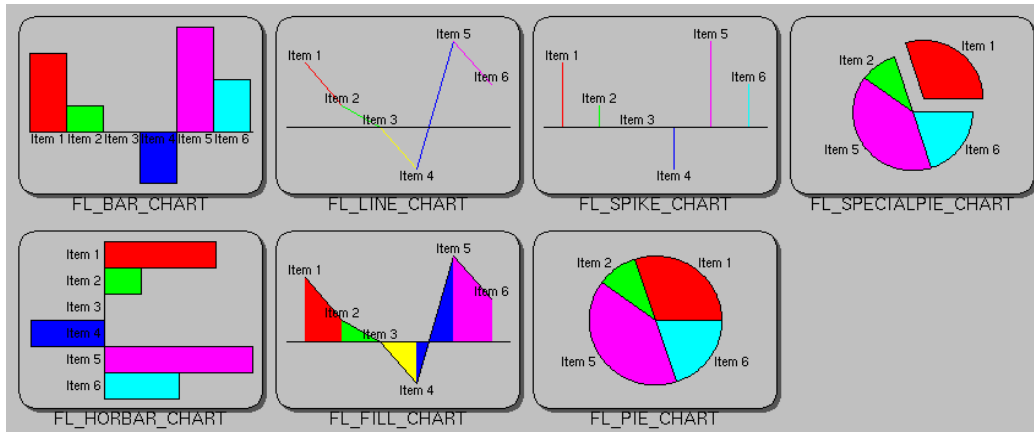 Item 1 Item 2 Item 3 Item 4 Item 5 Item 6
FL_BAR_CHART
Item 1
Item 2
Item 3
Item 4
Item 5
Item 6
FL_LINE_CHART
Item 1
Item 2
Item 3
Item 4
Item 5
Item 6
FL_SPIKE_CHART
Item 1
Item 2
Item 5
Item 6
FL_SPECIALPIE_CHART
Item 1
Item 2
Item 3
Item 4
Item 5
Item 6
FL_HORBAR_CHART
Item 1
Item 2
Item 3
Item 4
Item 5
Item 6
FL_FILL_CHART
Item 1
Item 2
Item 5
Item 6
FL_PIE_CHART